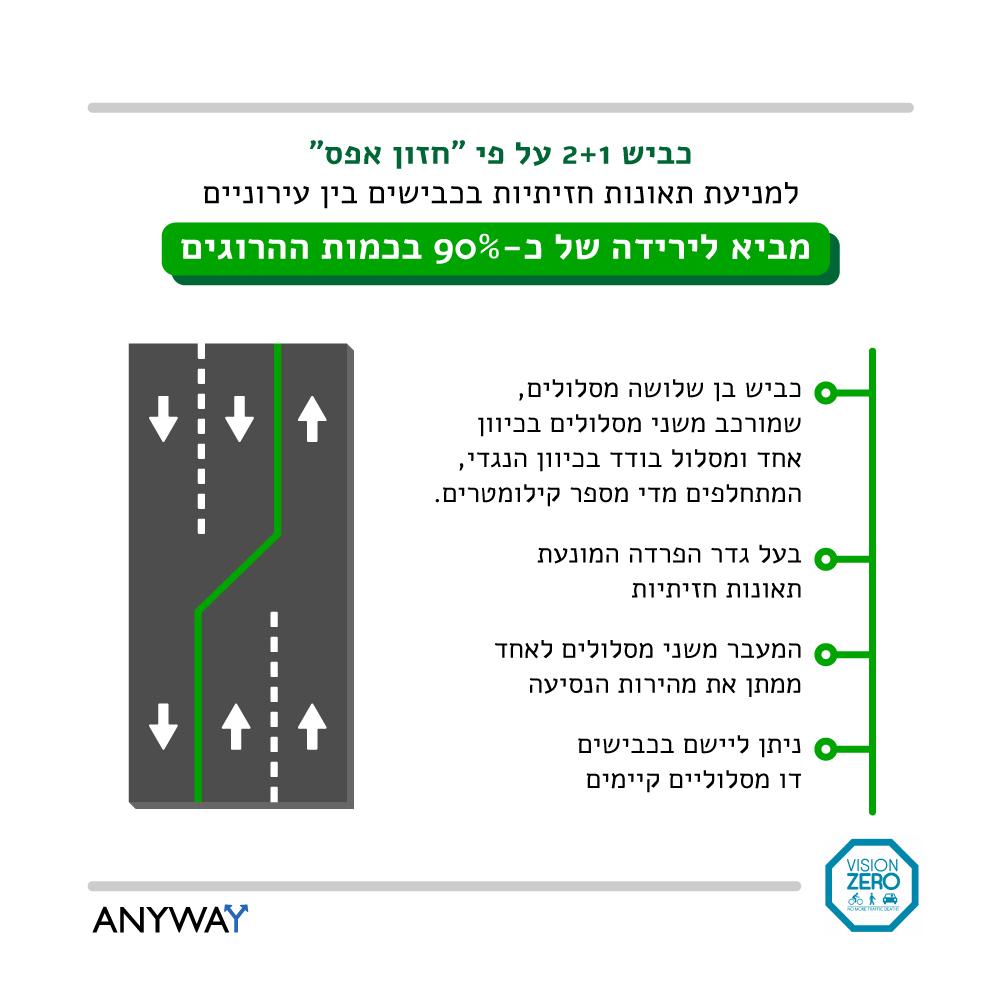 כביש 2+1 על פי "חזון אפס"
למניעת תאונות חזיתיות בכבישים בין עירוניים
מביא לירידה של כ-90% בכמות ההרוגים
כביש בן שלושה מסלולים,
שמורכב משני מסלולים בכיוון
אחד ומסלול בודד בכיוון הנגדי,
המתחלפים מדי מספר קילומטרים.
בעל גדר הפרדה המונעת
תאונות חזיתיות
המעבר משני מסלולים לאחד
ממתן את מהירות הנסיעה
ניתן ליישם בכבישים
דו מסלוליים קיימים
VISION
ZERO
NO MORE TRAFFIC DEATHS
ANYWAY